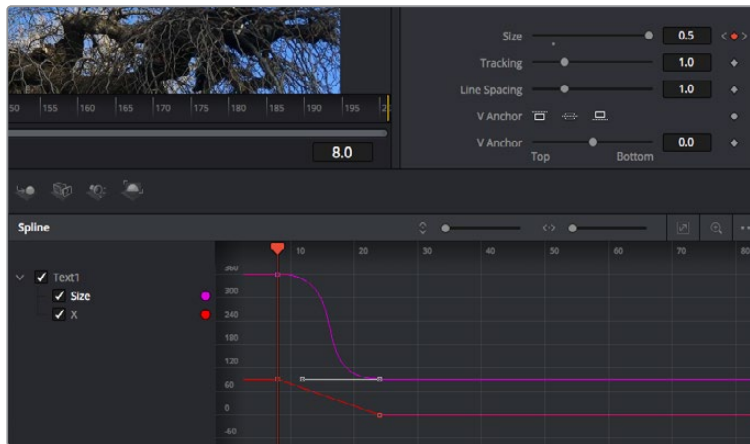 Size 0.5
Tracking 1.0
Line Spacing 1.0
V Anchor
V Anchor 0.0
Top Bottom
50 155 160 165 170 175 180 185 190 195
8.0
Spline
10 20 30 40 50 60 70 80
Text1
Size
X
360
300
240
180
120
60
0
-60